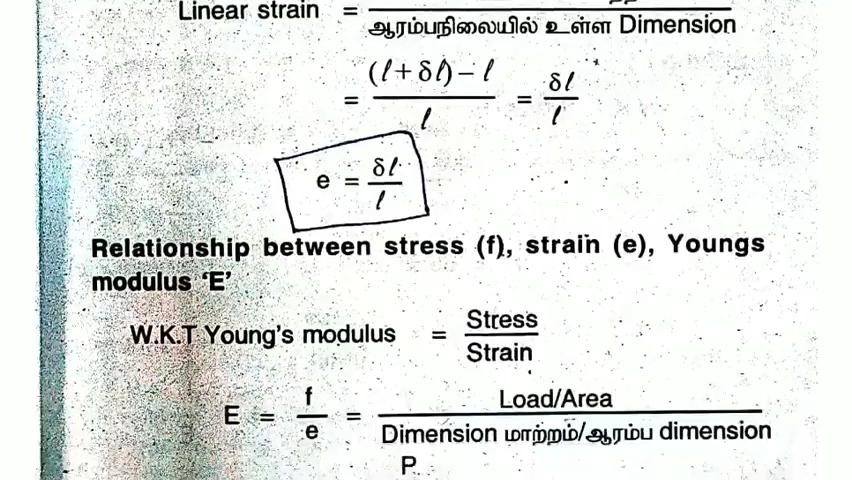 Linear strain =
ஆரம்பநிலையில் உள்ள Dimension
= (l + δl) – l / l = δl / l
e = δl / l
Relationship between stress (f), strain (e), Youngs
modulus ‘E’
W.K.T Young's modulus = Stress / Strain
E = f / e = Load/Area / Dimension மாற்றம்/ஆரம்ப dimension
P